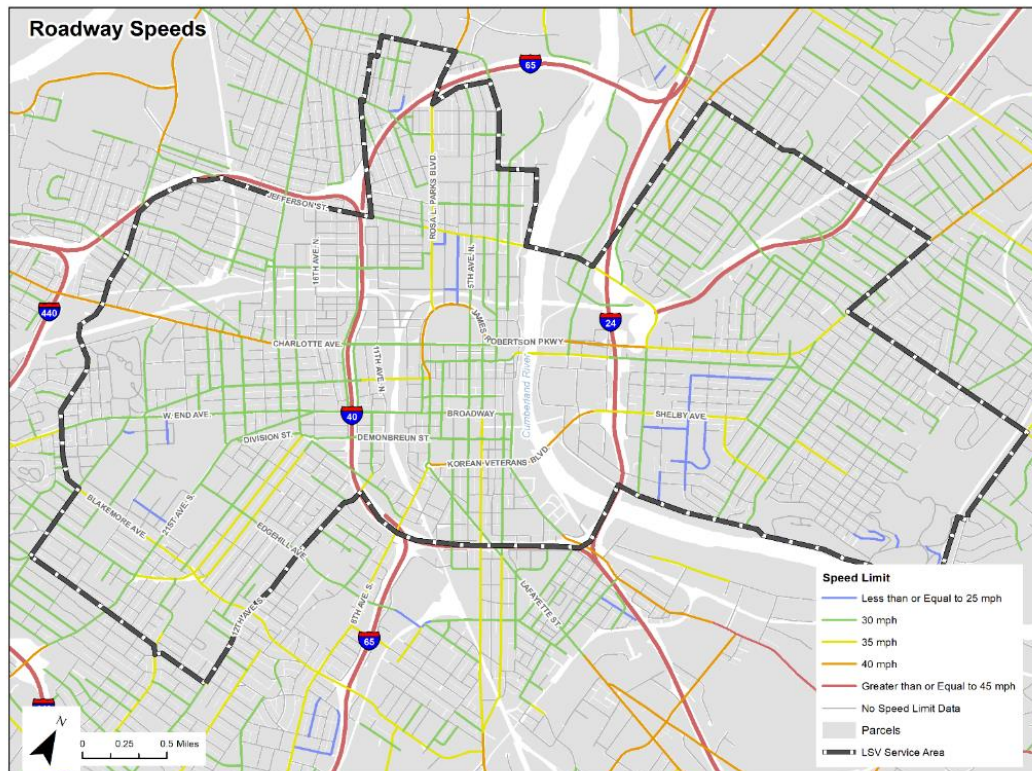 Roadway Speeds
65
JEFFERSON ST.
ROSA L PARKS BLVD
16TH AVE. N
5TH AVE. N.
440
JAMES ROBERTSON PKWY
24
CHARLOTTE AVE.
11TH AVE. N
Cumberland River
40
W. END AVE.
BROADWAY
SHELBY AVE.
DIVISION ST.
DEMONBREUN ST
KOREAN VETERANS BLVD.
BLAKEMORE AVE.
21ST AVE. S.
EDGEHILL AVE.
12TH AVE. S
8TH AVE. S.
LAFAYETTE ST.
65
Speed Limit
Less than or Equal to 25 mph
30 mph
35 mph
40 mph
Greater than or Equal to 45 mph
No Speed Limit Data
Parcels
LSV Service Area
N
0 0.25 0.5 Miles